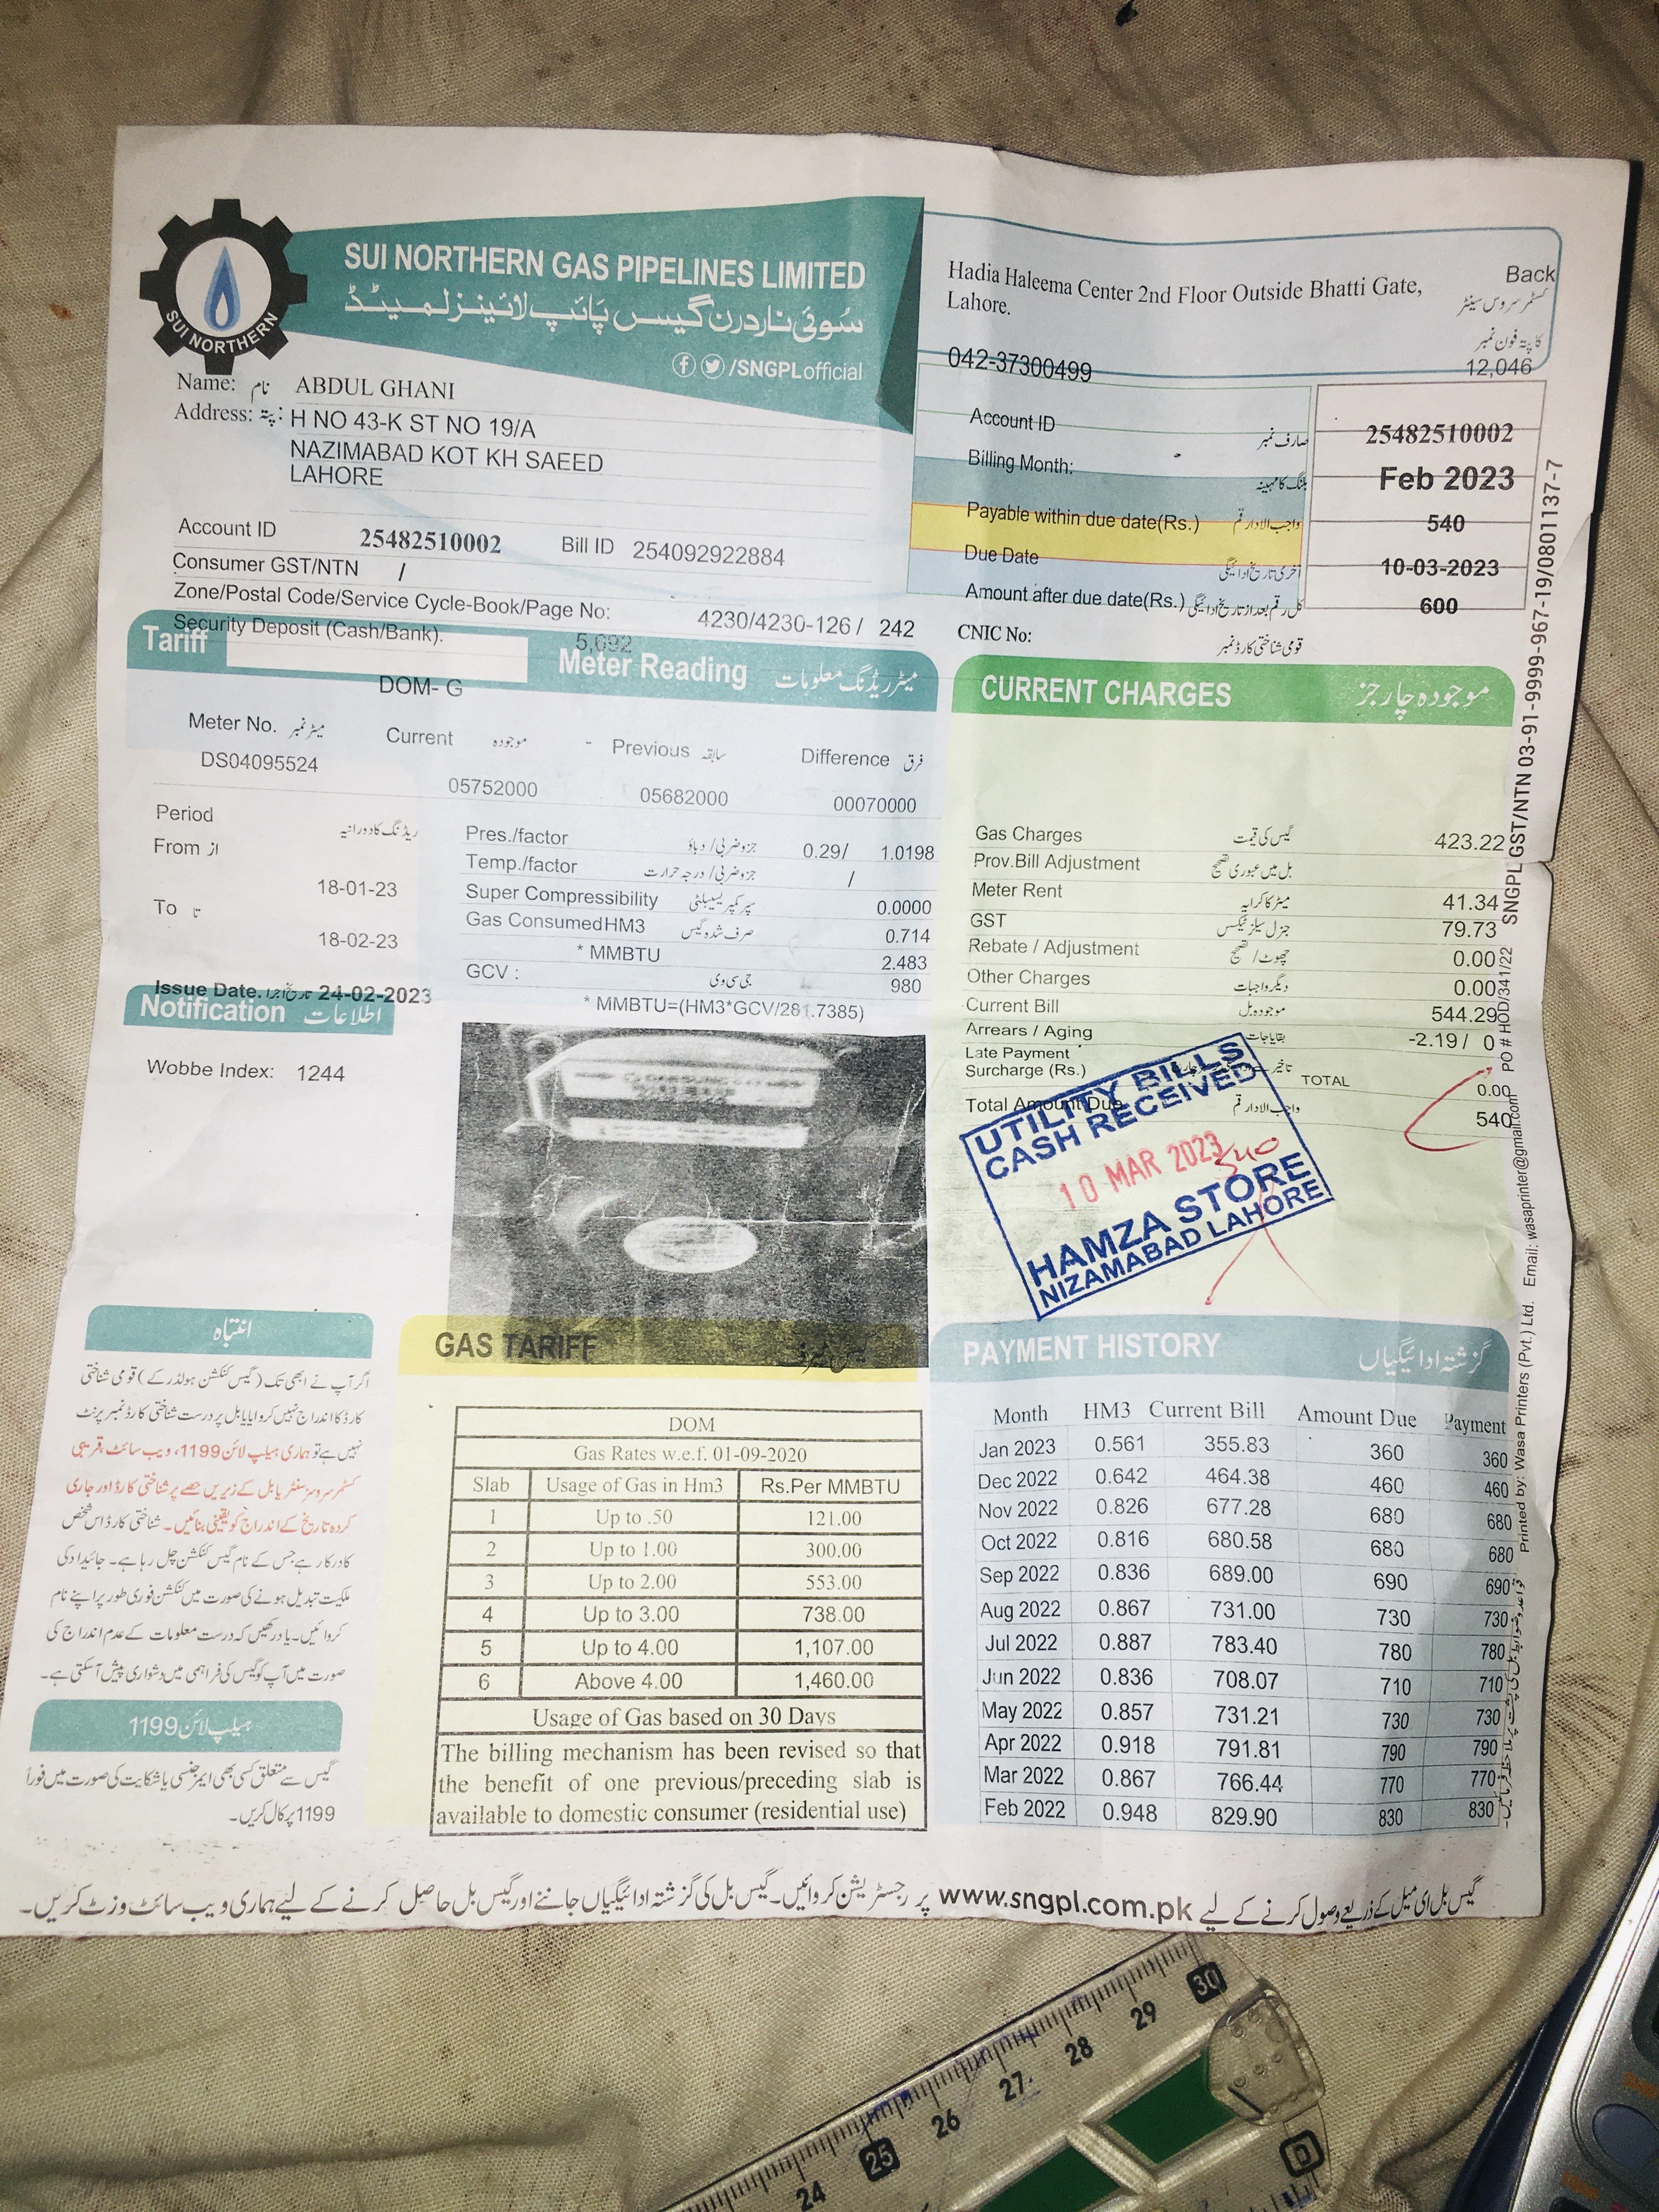 SUI NORTHERN GAS PIPELINES LIMITED
سوئی ناردرن گیس پائپ لائینز لمیٹڈ
/SNGPLofficial
SUI NORTHERN
Hadia Haleema Center 2nd Floor Outside Bhatti Gate,
Lahore.
Back
کسٹمر سروس سینٹر
کا پتہ فون نمبر
042-37300499
12,046
Name: نام ABDUL GHANI
Address: پتہ: H NO 43-K ST NO 19/A
NAZIMABAD KOT KH SAEED
LAHORE
Account ID 25482510002 Bill ID 254092922884
Consumer GST/NTN /
Zone/Postal Code/Service Cycle-Book/Page No: 4230/4230-126 / 242
Security Deposit (Cash/Bank). 5,692
Account ID صارف نمبر 25482510002
Billing Month: بلنگ کا مہینہ Feb 2023
Payable within due date(Rs.) واجب الادا رقم 540
Due Date آخری تاریخ ادائیگی 10-03-2023
Amount after due date(Rs.) کل رقم بعد از تاریخ ادائیگی 600
CNIC No: قومی شناختی کارڈ نمبر
Tariff
DOM- G
Meter Reading میٹر ریڈنگ معلومات
Meter No. میٹر نمبر Current موجودہ - Previous سابقہ Difference فرق
DS04095524 05752000 05682000 00070000
Period ریڈنگ کا دورانیہ
From از
18-01-23
To تا
18-02-23
Issue Date. تاریخ اجرا 24-02-2023
Pres./factor جزوضربی/ دباؤ 0.29/ 1.0198
Temp./factor جزوضربی/ درجہ حرارت /
Super Compressibility سپر کمپریسیبلیٹی 0.0000
Gas ConsumedHM3 صرف شدہ گیس 0.714
* MMBTU 2.483
GCV : جی سی وی 980
* MMBTU=(HM3*GCV/281.7385)
Notification اطلاعات
Wobbe Index: 1244
CURRENT CHARGES موجودہ چارجز
Gas Charges گیس کی قیمت 423.22
Prov.Bill Adjustment بل میں عبوری تصحیح
Meter Rent میٹر کا کرایہ 41.34
GST جنرل سیلز ٹیکس 79.73
Rebate / Adjustment چھوٹ/ تصحیح 0.00
Other Charges دیگر واجبات 0.00
Current Bill موجودہ بل 544.29
Arrears / Aging بقایا جات -2.19 / 0
Late Payment
Surcharge (Rs.) TOTAL 0.00
Total Amount Due واجب الادا رقم 540
UTILITY BILLS
CASH RECEIVED
10 MAR 2023
540
HAMZA STORE
NIZAMABAD LAHORE
SNGPL GST/NTN 03-91-9999-967-19/0801137-7
PO # HOD/341/22
Email: wasaprinter@gmail.com
Printed by: Wasa Printers (Pvt.) Ltd.
انتباہ
اگر آپ نے ابھی تک (گیس کنکشن ہولڈر کے) قومی شناختی
کارڈ کا اندراج نہیں کروایا یا بل پر درست شناختی کارڈ نمبر پرنٹ
نہیں ہے تو ہماری ہیلپ لائن 1199، ویب سائٹ، قریبی
کسٹمر سروسز سنٹر یا بل کے زیریں حصے پر شناختی کارڈ اور جاری
کردہ تاریخ کے اندراج کو یقینی بنائیں۔ شناختی کارڈ اس شخص
کا درکار ہے جس کے نام گیس کنکشن چل رہا ہے۔ جائیداد کی
ملکیت تبدیل ہونے کی صورت میں کنکشن فوری طور پر اپنے نام
کروائیں۔ یاد رکھیں کہ درست معلومات کے عدم اندراج کی
صورت میں آپ کو گیس کی فراہمی میں دشواری پیش آسکتی ہے۔
ہیلپ لائن 1199
گیس سے متعلق کسی بھی ایمرجنسی یا شکایت کی صورت میں فوراً
1199 پر کال کریں۔
GAS TARIFF
DOM
Gas Rates w.e.f. 01-09-2020
Slab Usage of Gas in Hm3 Rs.Per MMBTU
1 Up to .50 121.00
2 Up to 1.00 300.00
3 Up to 2.00 553.00
4 Up to 3.00 738.00
5 Up to 4.00 1,107.00
6 Above 4.00 1,460.00
Usage of Gas based on 30 Days
The billing mechanism has been revised so that
the benefit of one previous/preceding slab is
available to domestic consumer (residential use)
PAYMENT HISTORY گزشتہ ادائیگیاں
Month HM3 Current Bill Amount Due Payment
Jan 2023 0.561 355.83 360 360
Dec 2022 0.642 464.38 460 460
Nov 2022 0.826 677.28 680 680
Oct 2022 0.816 680.58 680 680
Sep 2022 0.836 689.00 690 690
Aug 2022 0.867 731.00 730 730
Jul 2022 0.887 783.40 780 780
Jun 2022 0.836 708.07 710 710
May 2022 0.857 731.21 730 730
Apr 2022 0.918 791.81 790 790
Mar 2022 0.867 766.44 770 770
Feb 2022 0.948 829.90 830 830
گیس بل ای میل کے ذریعے وصول کرنے کے لیے www.sngpl.com.pk پر رجسٹریشن کروائیں۔ گیس بل کی گزشتہ ادائیگیاں جاننے اور گیس بل حاصل کرنے کے لیے ہماری ویب سائٹ وزٹ کریں۔
24 25 26 27 28 29 30
D